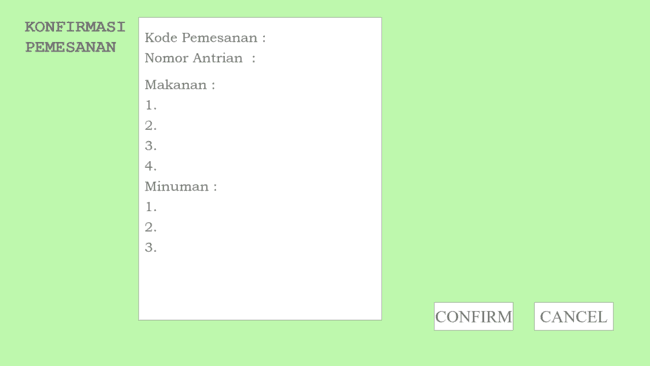 KONFIRMASI
PEMESANAN
Kode Pemesanan :
Nomor Antrian  :
Makanan :
1.
2.
3.
4.
Minuman :
1.
2.
3.
CONFIRM
CANCEL